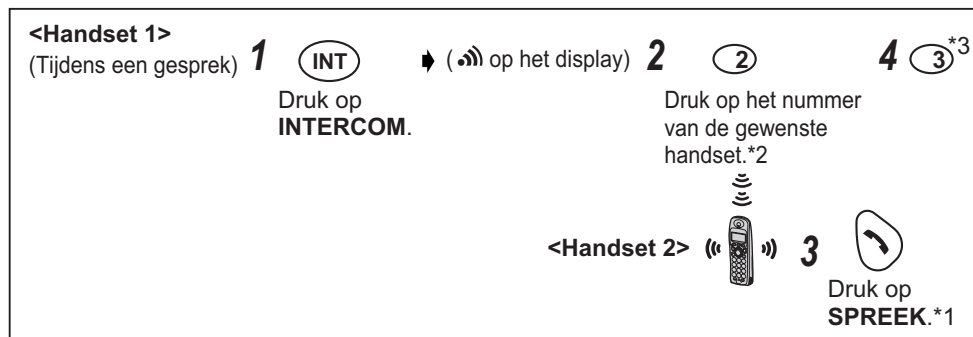 <Handset 1>
(Tijdens een gesprek) 1 INT ( op het display) 2 2 4 3 *3
Druk op
INTERCOM.
Druk op het nummer
van de gewenste
handset.*2
<Handset 2> 3
Druk op
SPREEK.*1